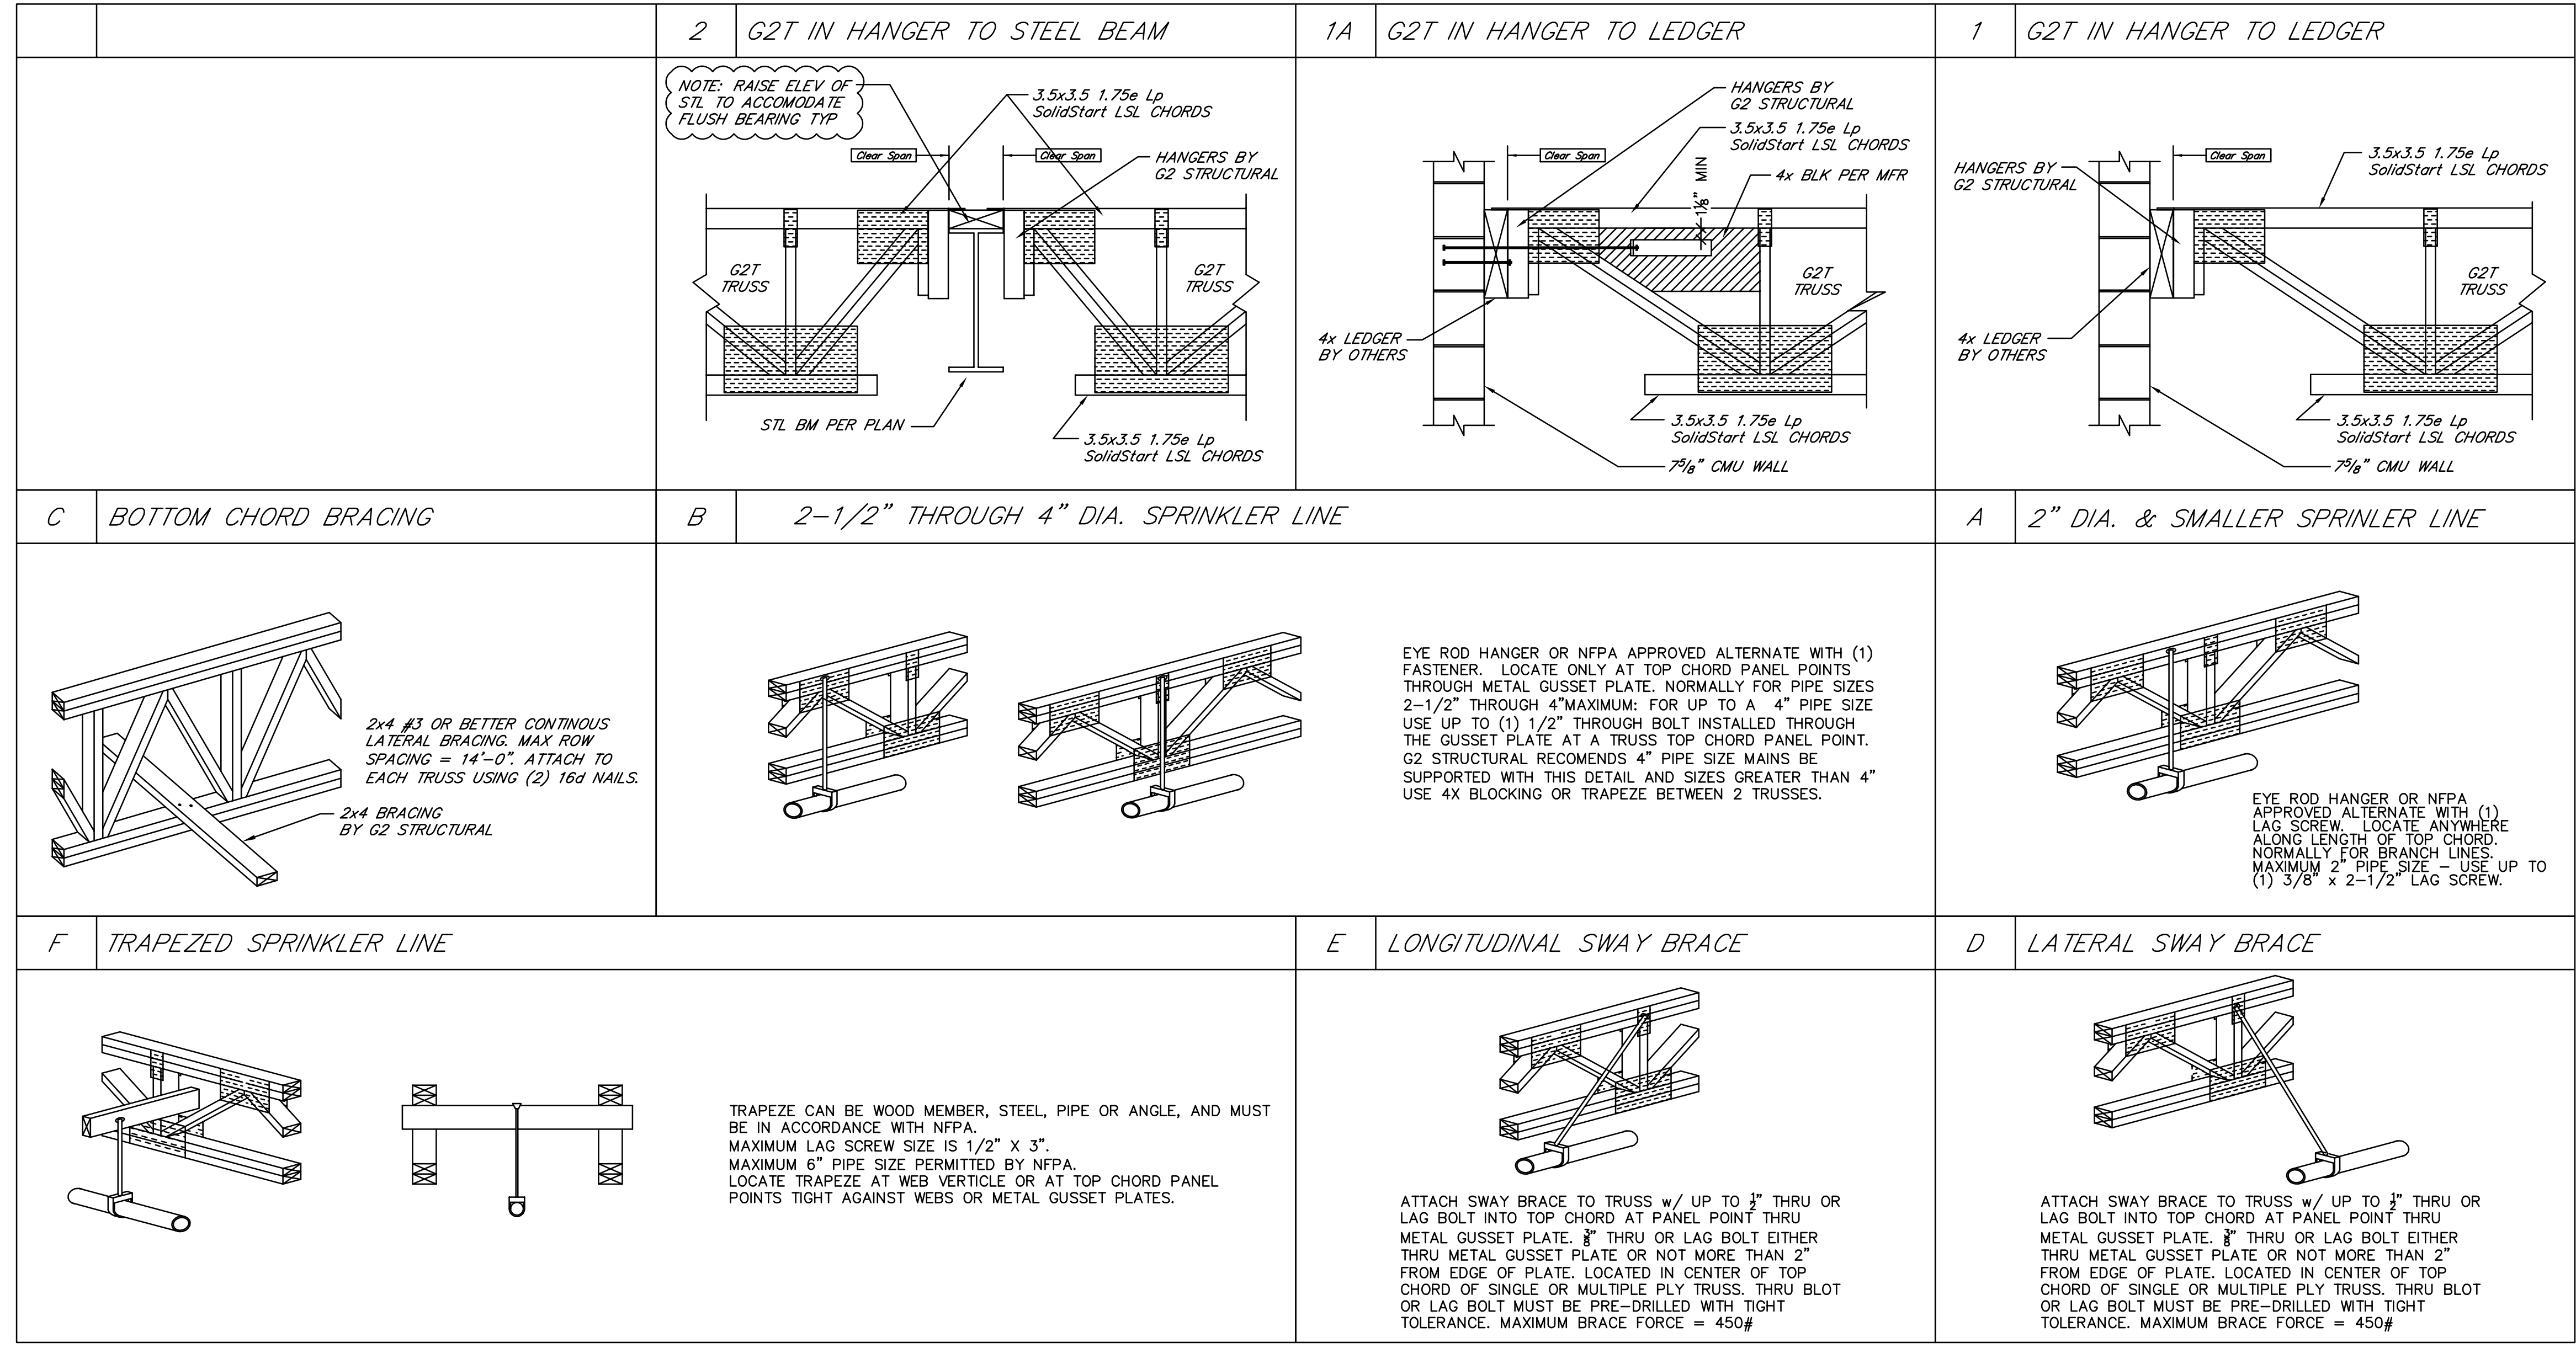 2
G2T IN HANGER TO STEEL BEAM
NOTE: RAISE ELEV OF
STL TO ACCOMODATE
FLUSH BEARING TYP
3.5x3.5 1.75e Lp
SolidStart LSL CHORDS
Clear Span
Clear Span
HANGERS BY
G2 STRUCTURAL
G2T
TRUSS
G2T
TRUSS
STL BM PER PLAN
3.5x3.5 1.75e Lp
SolidStart LSL CHORDS
1A
G2T IN HANGER TO LEDGER
HANGERS BY
G2 STRUCTURAL
3.5x3.5 1.75e Lp
SolidStart LSL CHORDS
Clear Span
1⅛" MIN
4x BLK PER MFR
G2T
TRUSS
4x LEDGER
BY OTHERS
3.5x3.5 1.75e Lp
SolidStart LSL CHORDS
7⅝" CMU WALL
1
G2T IN HANGER TO LEDGER
Clear Span
3.5x3.5 1.75e Lp
SolidStart LSL CHORDS
HANGERS BY
G2 STRUCTURAL
G2T
TRUSS
4x LEDGER
BY OTHERS
3.5x3.5 1.75e Lp
SolidStart LSL CHORDS
7⅝" CMU WALL
C
BOTTOM CHORD BRACING
2x4 #3 OR BETTER CONTINOUS
LATERAL BRACING. MAX ROW
SPACING = 14'-0". ATTACH TO
EACH TRUSS USING (2) 16d NAILS.
2x4 BRACING
BY G2 STRUCTURAL
B
2-1/2" THROUGH 4" DIA. SPRINKLER LINE
EYE ROD HANGER OR NFPA APPROVED ALTERNATE WITH (1)
FASTENER. LOCATE ONLY AT TOP CHORD PANEL POINTS
THROUGH METAL GUSSET PLATE. NORMALLY FOR PIPE SIZES
2-1/2" THROUGH 4"MAXIMUM: FOR UP TO A 4" PIPE SIZE
USE UP TO (1) 1/2" THROUGH BOLT INSTALLED THROUGH
THE GUSSET PLATE AT A TRUSS TOP CHORD PANEL POINT.
G2 STRUCTURAL RECOMENDS 4" PIPE SIZE MAINS BE
SUPPORTED WITH THIS DETAIL AND SIZES GREATER THAN 4"
USE 4X BLOCKING OR TRAPEZE BETWEEN 2 TRUSSES.
A
2" DIA. & SMALLER SPRINLER LINE
EYE ROD HANGER OR NFPA
APPROVED ALTERNATE WITH (1)
LAG SCREW. LOCATE ANYWHERE
ALONG LENGTH OF TOP CHORD.
NORMALLY FOR BRANCH LINES.
MAXIMUM 2" PIPE SIZE - USE UP TO
(1) 3/8" x 2-1/2" LAG SCREW.
F
TRAPEZED SPRINKLER LINE
TRAPEZE CAN BE WOOD MEMBER, STEEL, PIPE OR ANGLE, AND MUST
BE IN ACCORDANCE WITH NFPA.
MAXIMUM LAG SCREW SIZE IS 1/2" X 3".
MAXIMUM 6" PIPE SIZE PERMITTED BY NFPA.
LOCATE TRAPEZE AT WEB VERTICLE OR AT TOP CHORD PANEL
POINTS TIGHT AGAINST WEBS OR METAL GUSSET PLATES.
E
LONGITUDINAL SWAY BRACE
ATTACH SWAY BRACE TO TRUSS w/ UP TO ½" THRU OR
LAG BOLT INTO TOP CHORD AT PANEL POINT THRU
METAL GUSSET PLATE. ⅜" THRU OR LAG BOLT EITHER
THRU METAL GUSSET PLATE OR NOT MORE THAN 2"
FROM EDGE OF PLATE. LOCATED IN CENTER OF TOP
CHORD OF SINGLE OR MULTIPLE PLY TRUSS. THRU BLOT
OR LAG BOLT MUST BE PRE-DRILLED WITH TIGHT
TOLERANCE. MAXIMUM BRACE FORCE = 450#
D
LATERAL SWAY BRACE
ATTACH SWAY BRACE TO TRUSS w/ UP TO ½" THRU OR
LAG BOLT INTO TOP CHORD AT PANEL POINT THRU
METAL GUSSET PLATE. ⅜" THRU OR LAG BOLT EITHER
THRU METAL GUSSET PLATE OR NOT MORE THAN 2"
FROM EDGE OF PLATE. LOCATED IN CENTER OF TOP
CHORD OF SINGLE OR MULTIPLE PLY TRUSS. THRU BLOT
OR LAG BOLT MUST BE PRE-DRILLED WITH TIGHT
TOLERANCE. MAXIMUM BRACE FORCE = 450#